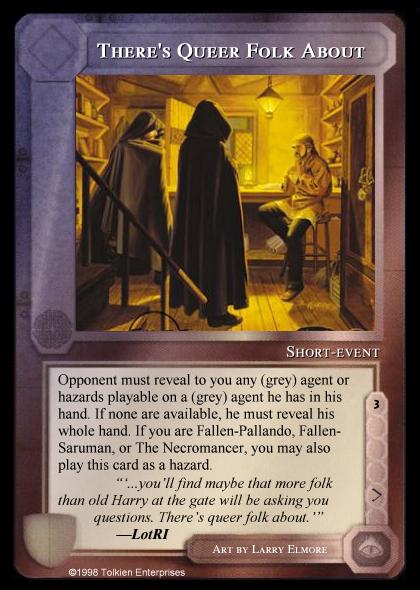 There's Queer Folk About
Short-event
Opponent must reveal to you any (grey) agent or
hazards playable on a (grey) agent he has in his
hand. If none are available, he must reveal his
whole hand. If you are Fallen-Pallando, Fallen-
Saruman, or The Necromancer, you may also
play this card as a hazard.
3
"'...you'll find maybe that more folk
than old Harry at the gate will be asking you
questions. There's queer folk about.'"
—LotRI
Art by Larry Elmore
©1998 Tolkien Enterprises